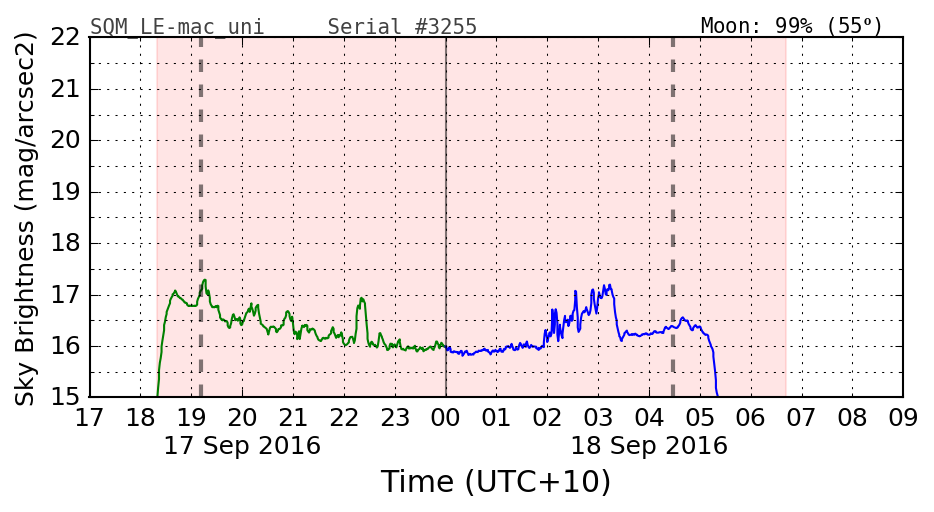 SQM_LE-mac_uni Serial #3255 Moon: 99% (55°)
Sky Brightness (mag/arcsec2)
22
21
20
19
18
17
16
15
17 18 19 20 21 22 23 00 01 02 03 04 05 06 07 08 09
17 Sep 2016 18 Sep 2016
Time (UTC+10)